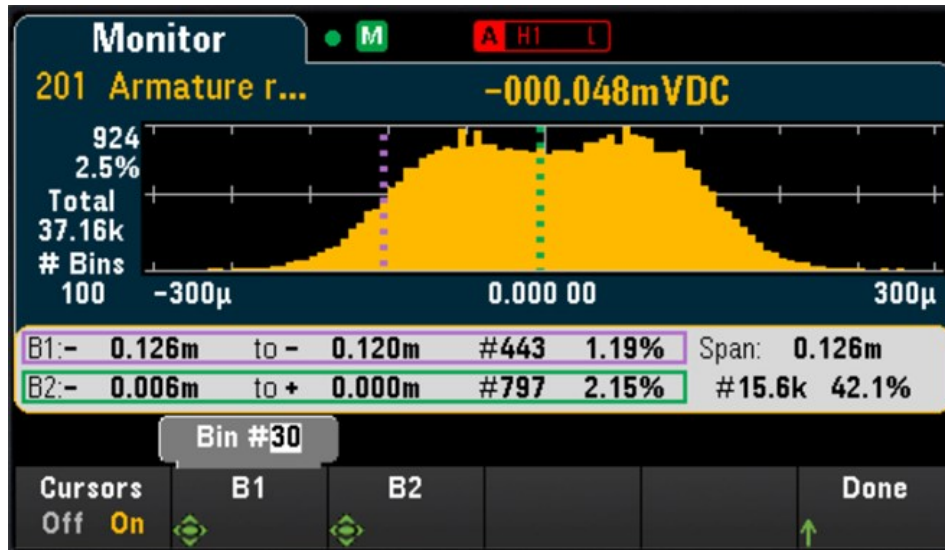 Monitor M A H1 L
201 Armature r... -000.048mVDC
924
2.5%
Total
37.16k
# Bins
100 -300µ 0.000 00 300µ
B1:- 0.126m to - 0.120m #443 1.19% Span: 0.126m
B2:- 0.006m to + 0.000m #797 2.15% #15.6k 42.1%
Bin #30
Cursors B1 B2 Done
Off On